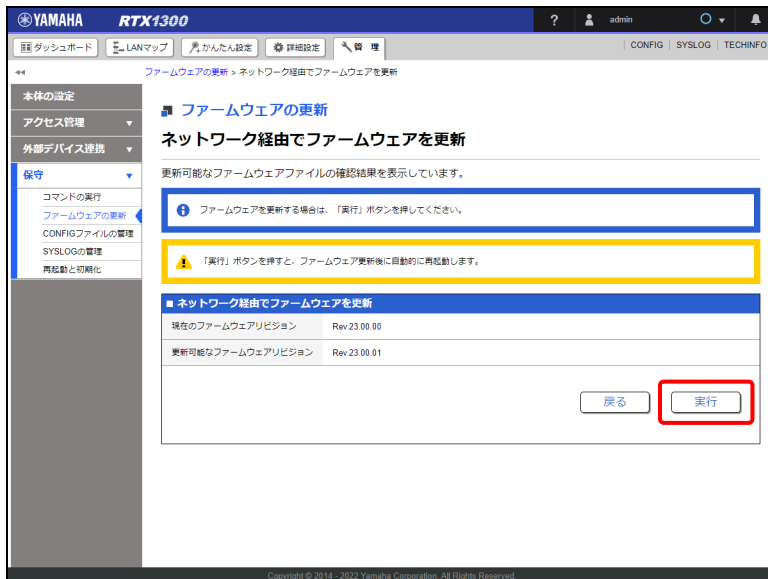 YAMAHA RTX1300 ? admin
ダッシュボード LANマップ かんたん設定 詳細設定 管 理 CONFIG SYSLOG TECHINFO
ファームウェアの更新 > ネットワーク経由でファームウェアを更新
本体の設定
アクセス管理
外部デバイス連携
保守
コマンドの実行
ファームウェアの更新
CONFIGファイルの管理
SYSLOGの管理
再起動と初期化
ファームウェアの更新
ネットワーク経由でファームウェアを更新
更新可能なファームウェアファイルの確認結果を表示しています。
ファームウェアを更新する場合は、「実行」ボタンを押してください。
「実行」ボタンを押すと、ファームウェア更新後に自動的に再起動します。
■ ネットワーク経由でファームウェアを更新
現在のファームウェアリビジョン Rev.23.00.00
更新可能なファームウェアリビジョン Rev.23.00.01
戻る 実行
Copyright © 2014 - 2022 Yamaha Corporation. All Rights Reserved.